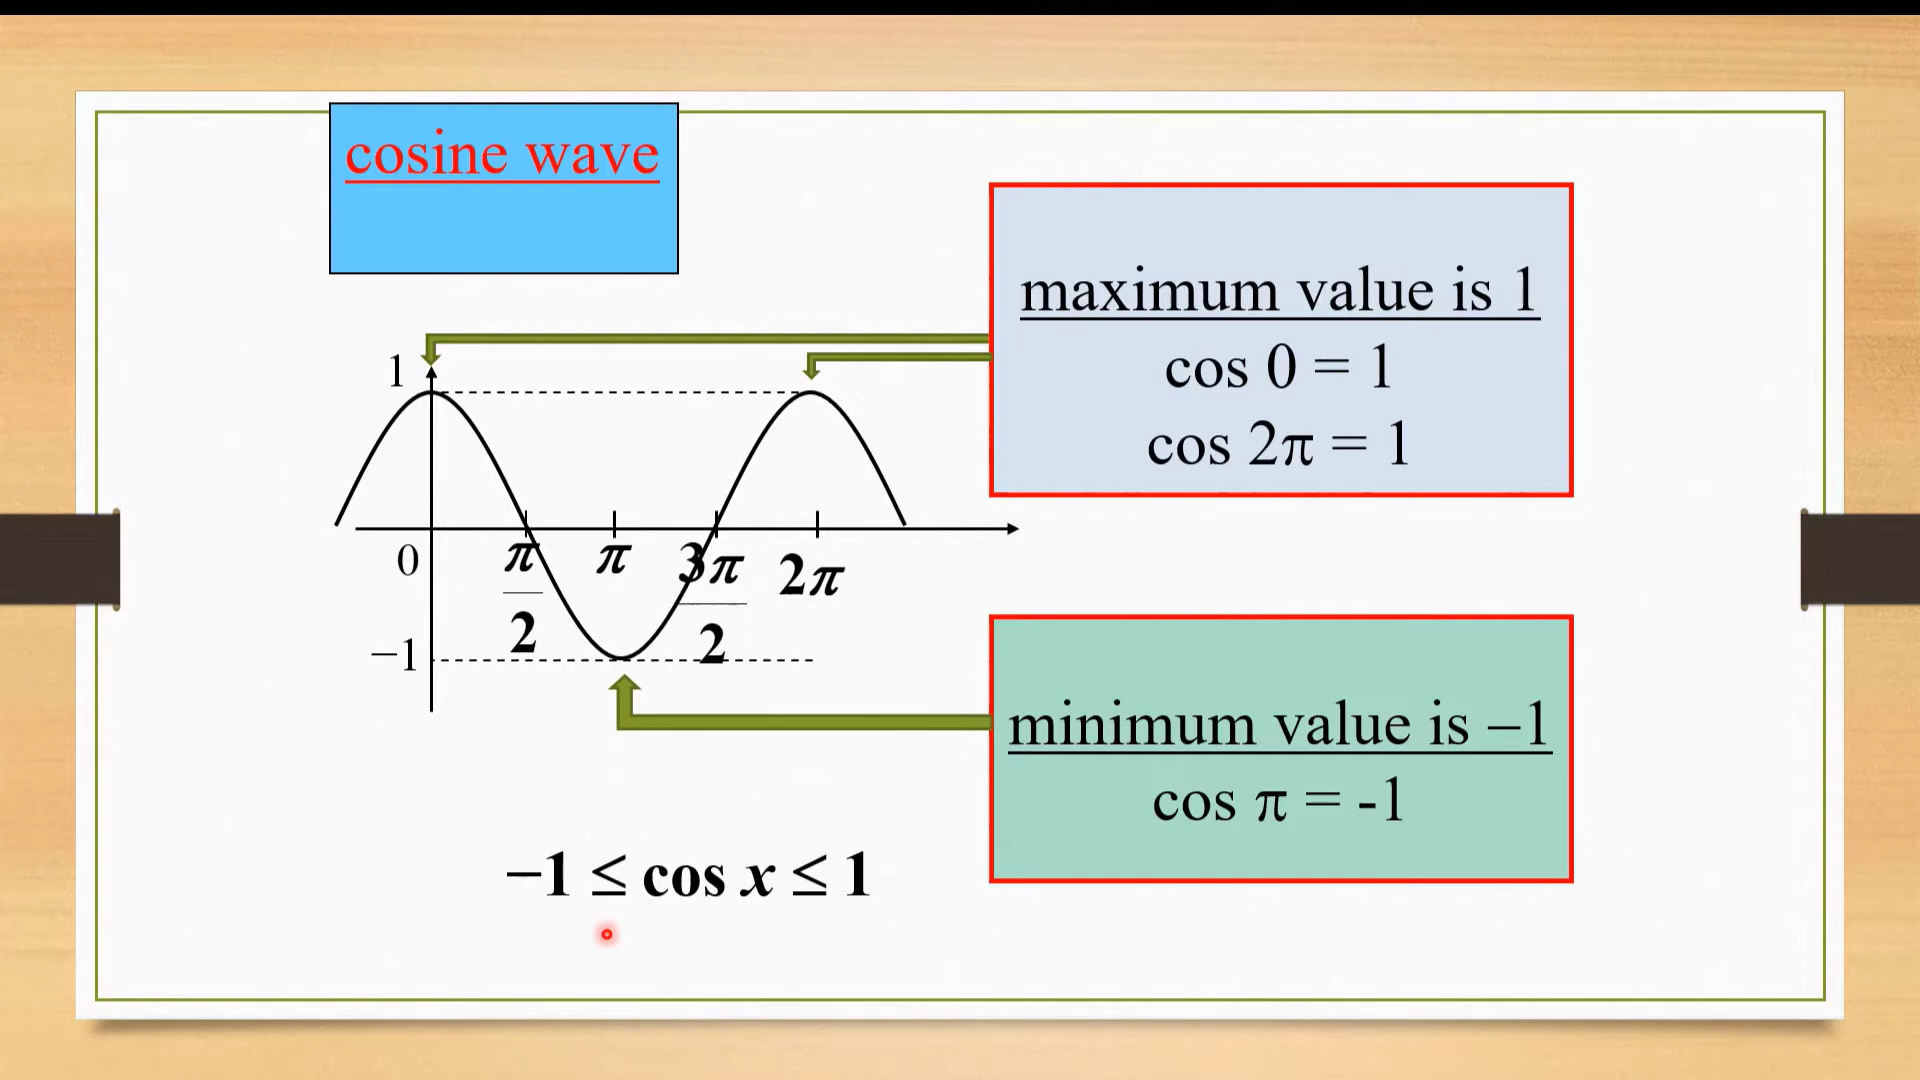 cosine wave
maximum value is 1
cos 0 = 1
cos 2π = 1
1
0
π/2
π
3π/2
2π
−1
minimum value is −1
cos π = -1
−1 ≤ cos x ≤ 1